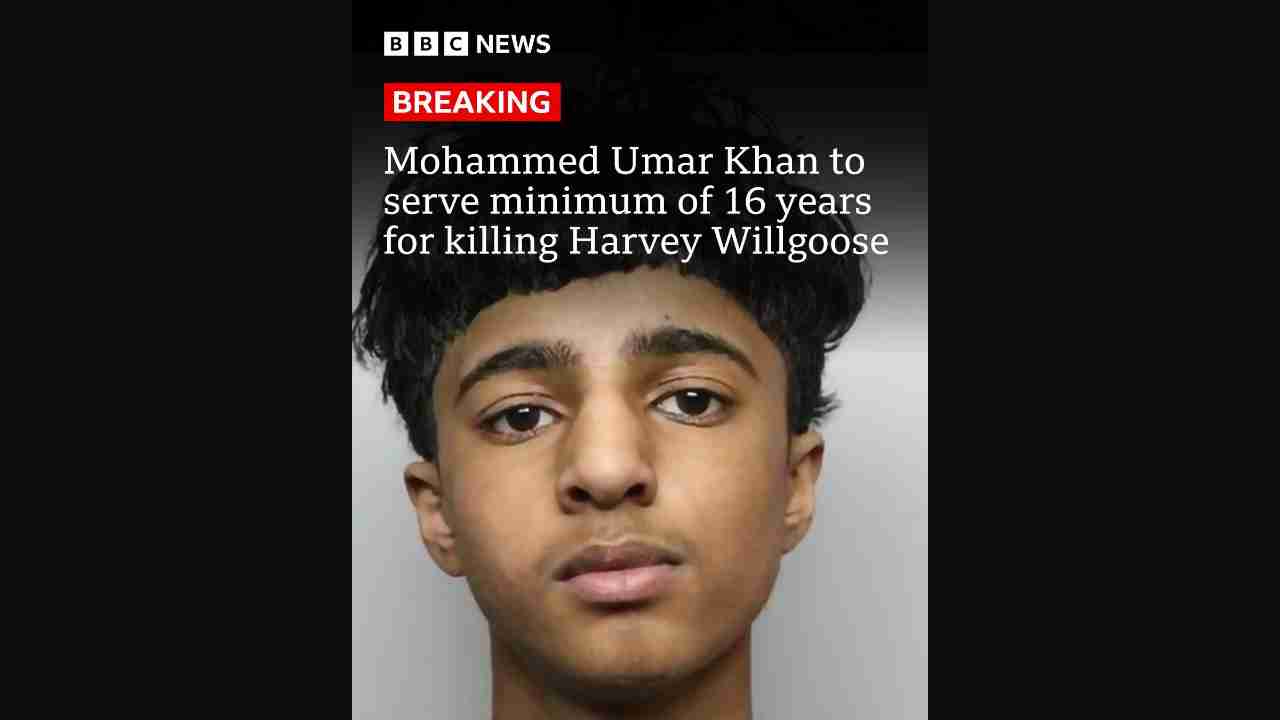 BBC NEWS
BREAKING
Mohammed Umar Khan to
serve minimum of 16 years
for killing Harvey Willgoose